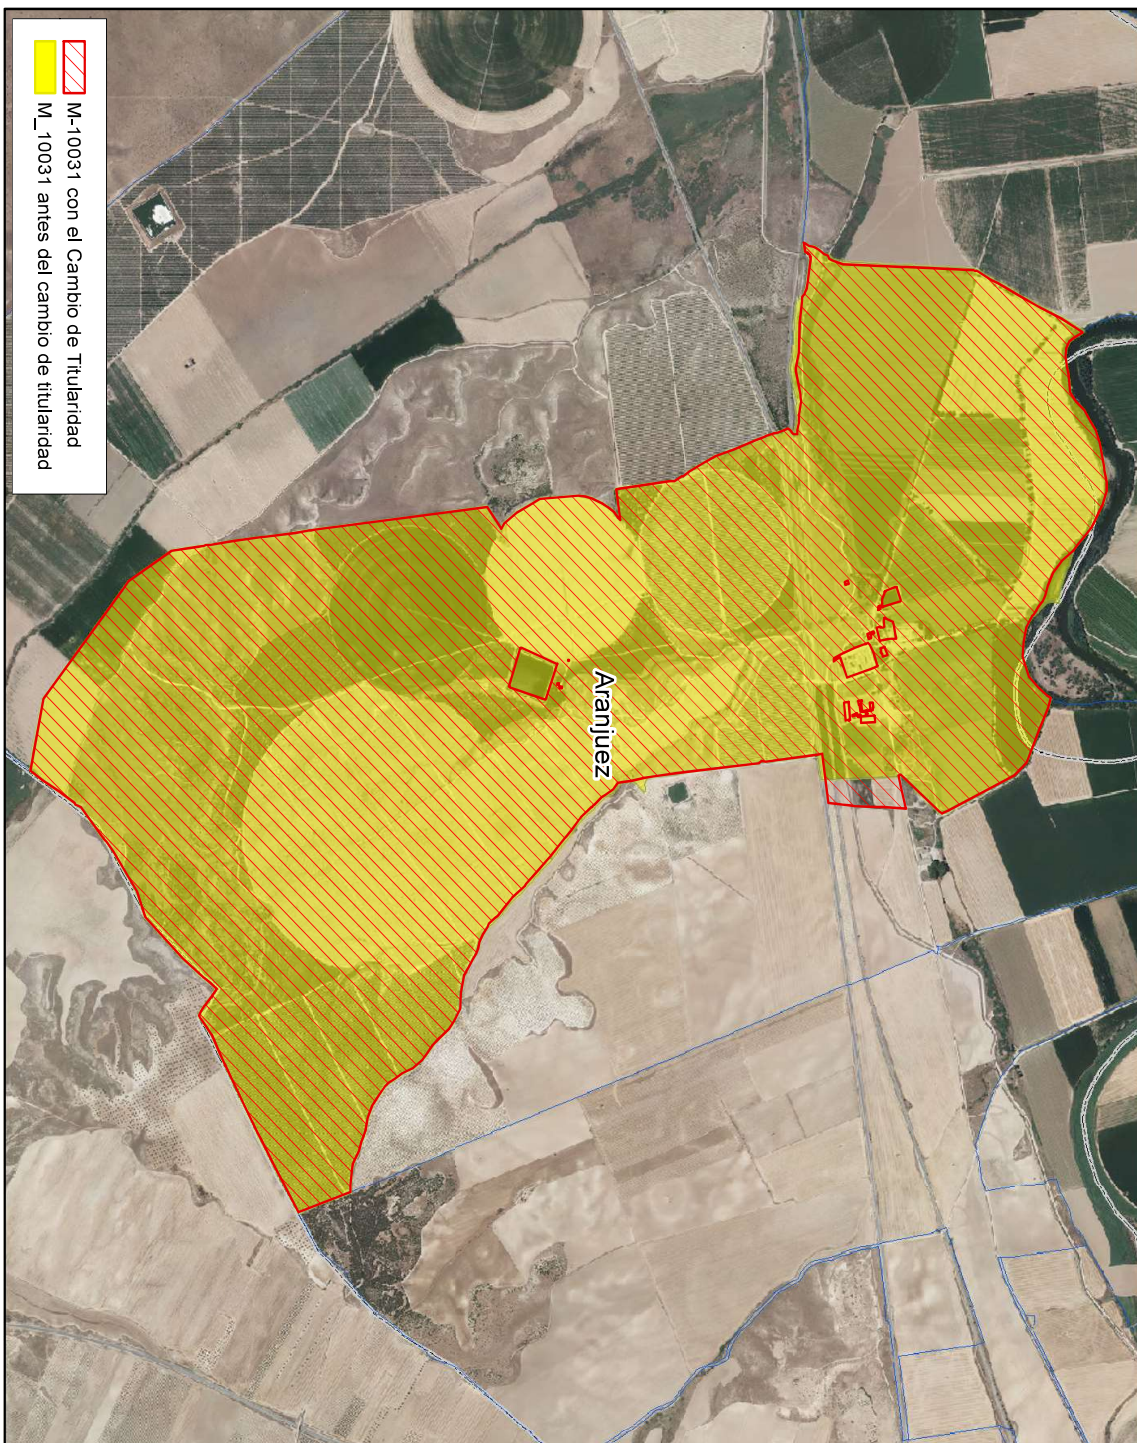 M-10031 con el Cambio de Titularidad
M_10031 antes del cambio de titularidad
Aranjuez